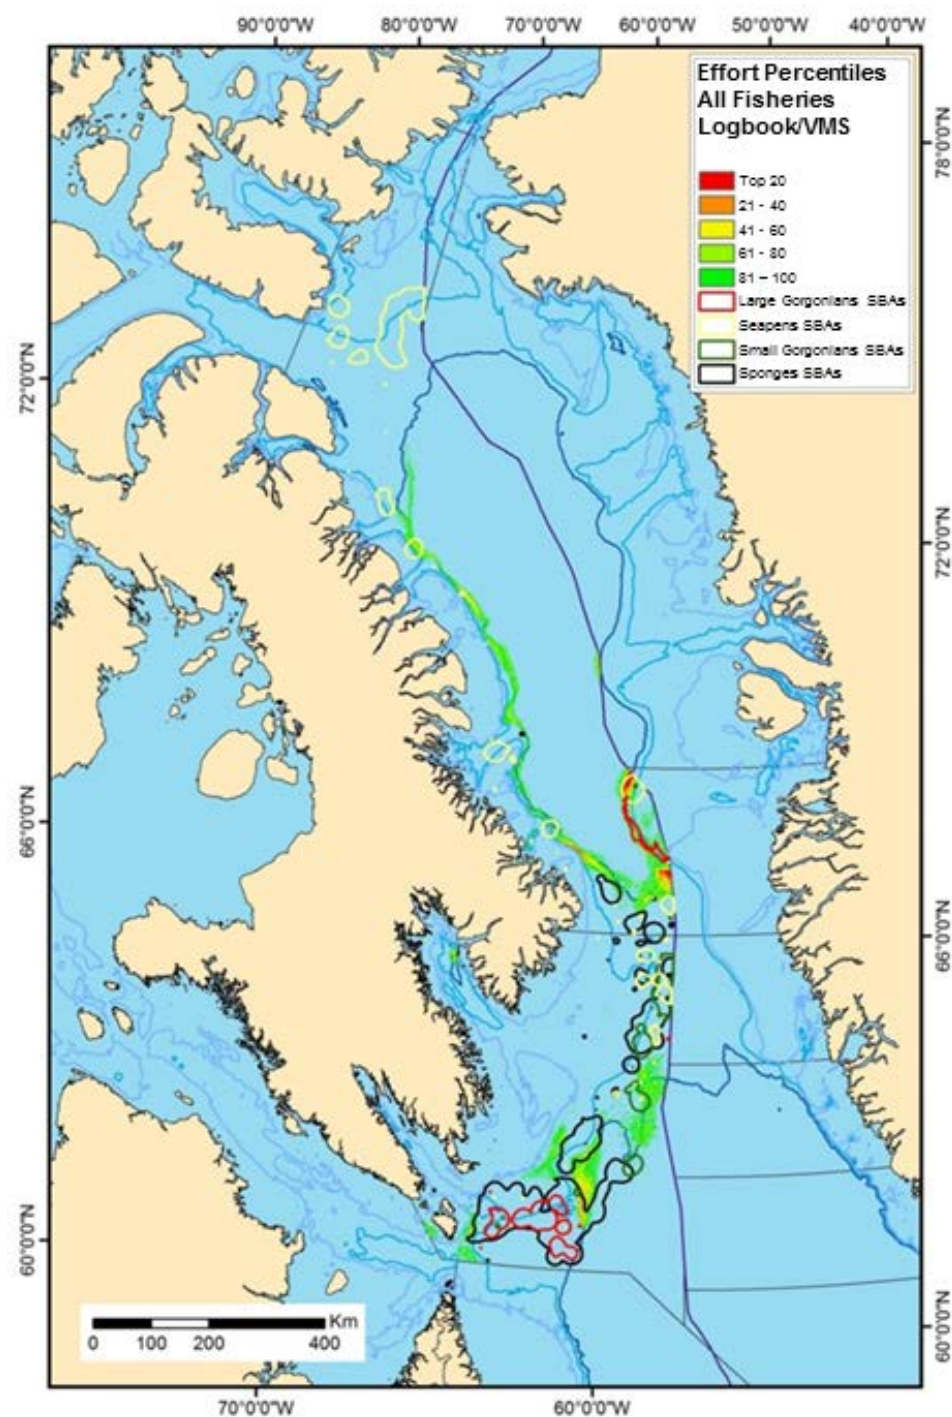 90°0'0"W 80°0'0"W 70°0'0"W 60°0'0"W 50°0'0"W 40°0'0"W
Effort Percentiles
All Fisheries
Logbook/VMS
Top 20
21 - 40
41 - 60
61 - 80
81 – 100
Large Gorgonians SBAs
Seapens SBAs
Small Gorgonians SBAs
Sponges SBAs
78°0'0"N
72°0'0"N
72°0'0"N
66°0'0"N
66°0'0"N
60°0'0"N
60°0'0"N
Km
0 100 200 400
70°0'0"W 60°0'0"W